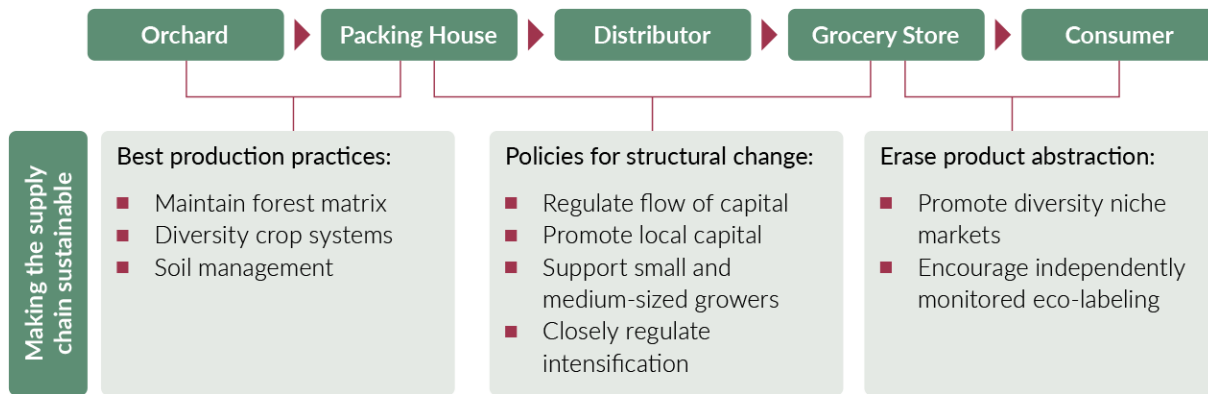 Orchard
Packing House
Distributor
Grocery Store
Consumer
Making the supply
chain sustainable
Best production practices:
Maintain forest matrix
Diversity crop systems
Soil management
Policies for structural change:
Regulate flow of capital
Promote local capital
Support small and
medium-sized growers
Closely regulate
intensification
Erase product abstraction:
Promote diversity niche
markets
Encourage independently
monitored eco-labeling